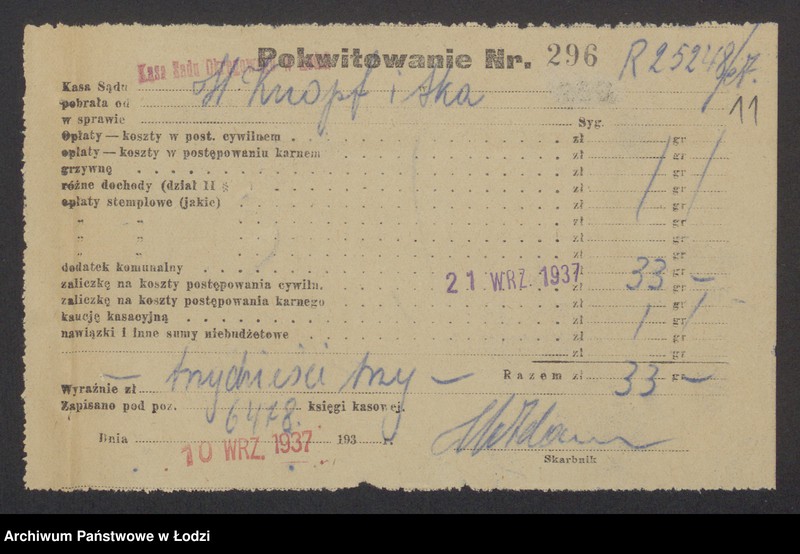 Pokwitowanie Nr. 296
Kasa Sądu Okręgowego
11
Kasa Sądu
pobrała od H Knopf i Ska
w sprawie Syg.
Opłaty — koszty w post. cywilnem zł gr
opłaty — koszty w postępowaniu karnem zł gr
grzywnę zł gr
różne dochody (dział II § zł gr
opłaty stemplowe (jakie) zł gr
" " zł gr
" " zł gr
" " zł gr
dodatek komunalny zł gr
zaliczkę na koszty postępowania cywiln. 21 WRZ. 1937 zł 33 gr —
zaliczkę na koszty postępowania karnego zł gr
kaucję kasacyjną zł gr
nawiązki i inne sumy niebudżetowe zł gr
zł gr
Razem zł 33 gr —
Wyraźnie zł — trzydzieści trzy —
Zapisano pod poz. 6478. księgi kasowej.
Dnia 10 WRZ. 1937 193 r.
Skarbnik
Archiwum Państwowe w Łodzi